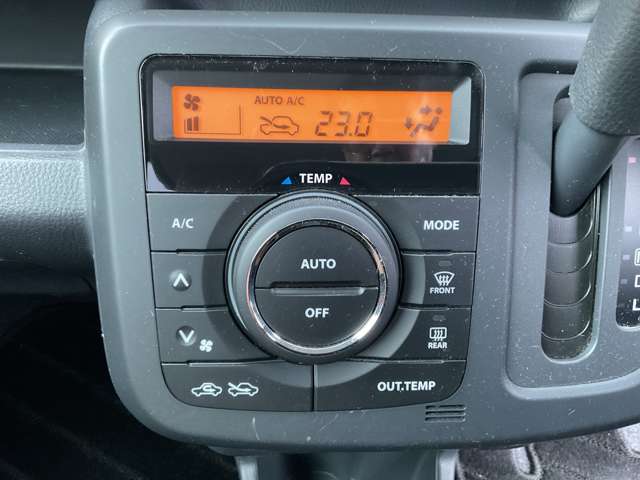 AUTO A/C
23.0
TEMP
A/C
MODE
AUTO
OFF
FRONT
REAR
OUT.TEMP
D
L